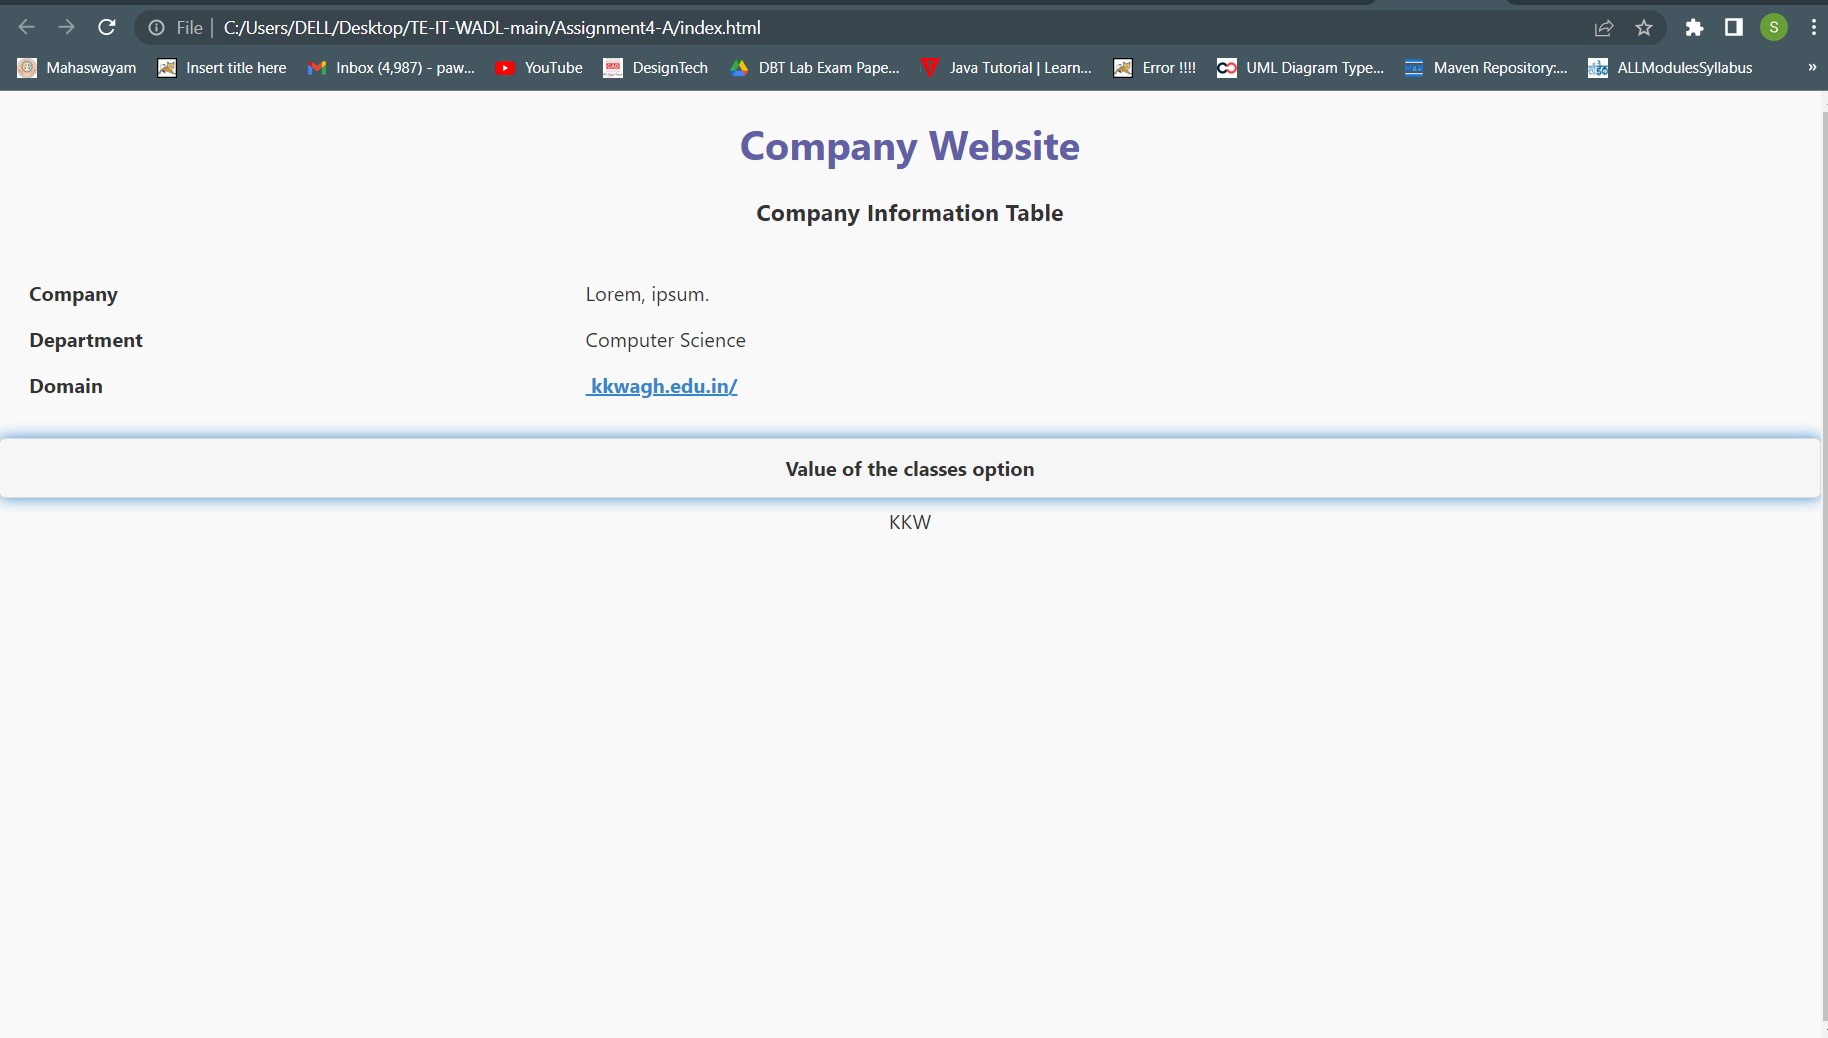 File | C:/Users/DELL/Desktop/TE-IT-WADL-main/Assignment4-A/index.html S
Mahaswayam Insert title here Inbox (4,987) - paw... YouTube DesignTech DBT Lab Exam Pape... Java Tutorial | Learn... Error !!!! UML Diagram Type... Maven Repository:... ALLModulesSyllabus »
Company Website
Company Information Table
Company Lorem, ipsum.
Department Computer Science
Domain kkwagh.edu.in/
Value of the classes option
KKW